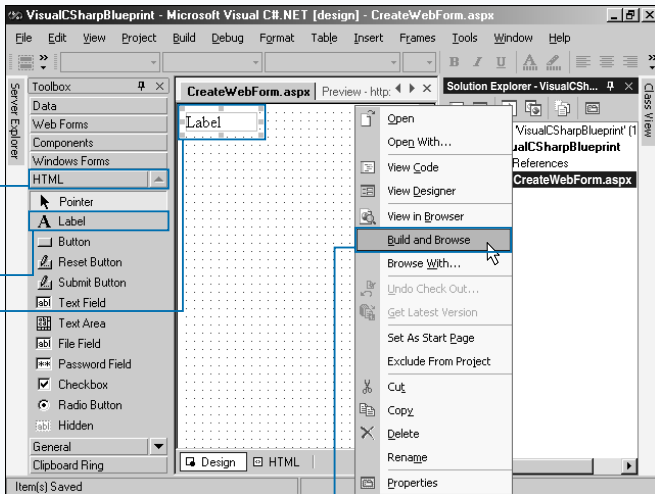 VisualCSharpBlueprint - Microsoft Visual C#.NET [design] - CreateWebForm.aspx
File Edit View Project Build Debug Format Table Insert Frames Tools Window Help
B I U A
Server Explorer
Toolbox
Data
Web Forms
Components
Windows Forms
HTML
Pointer
A Label
Button
Reset Button
Submit Button
abl Text Field
Text Area
abl File Field
** Password Field
Checkbox
Radio Button
abl Hidden
General
Clipboard Ring
CreateWebForm.aspx Preview - http:
Label
Design HTML
Open
Open With...
View Code
View Designer
View in Browser
Build and Browse
Browse With...
Undo Check Out...
Get Latest Version
Set As Start Page
Exclude From Project
Cut
Copy
Delete
Rename
Properties
Solution Explorer - VisualCSh...
'VisualCSharpBlueprint' (1
ualCSharpBlueprint
References
CreateWebForm.aspx
Class View
Item(s) Saved